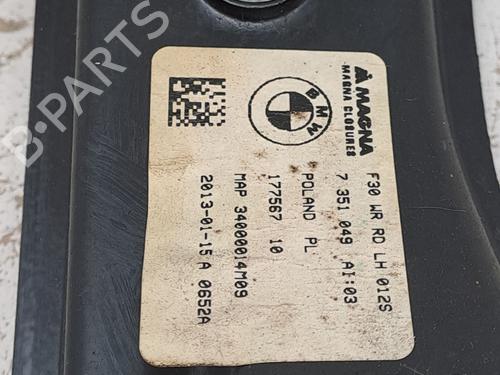 MAGNA
MAGNA CLOSURES
BMW
F30 WR RD LH 012S
7 351 049 AI:03
POLAND PL
177567 10
MAP 34000014M09
2013-01-15 A 0652A
B-PARTS